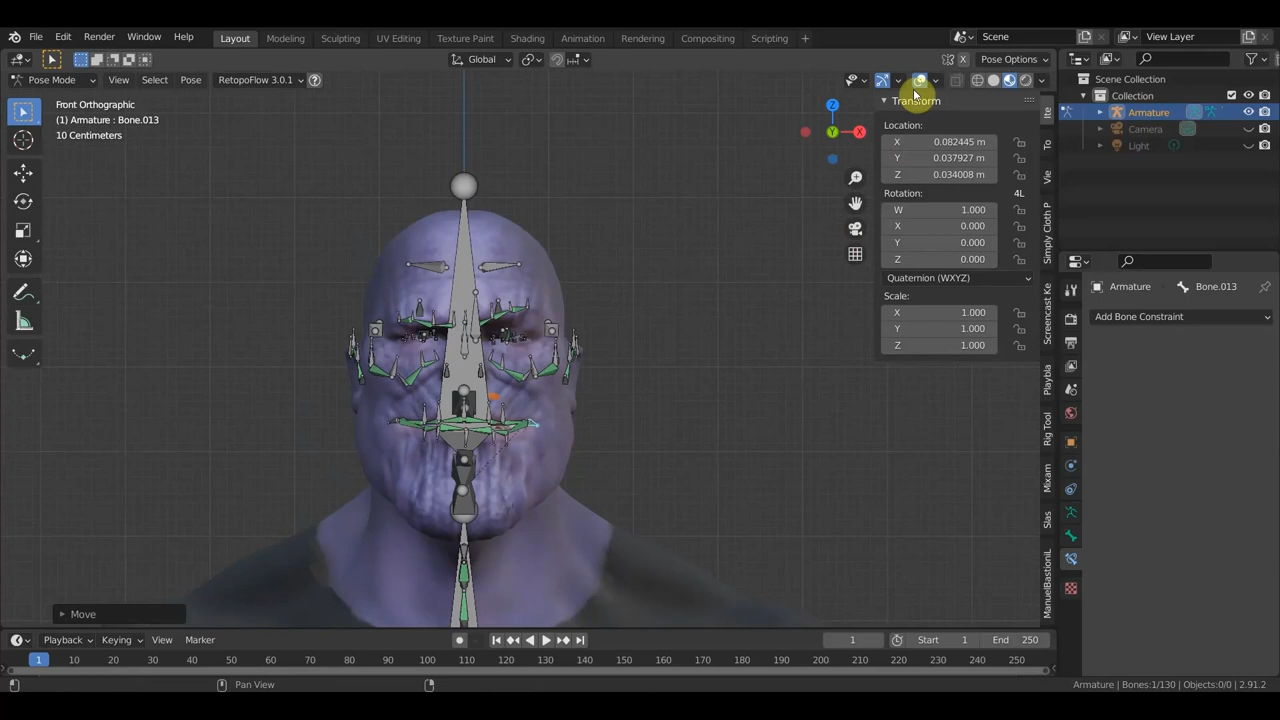 File Edit Render Window Help Layout Modeling Sculpting UV Editing Texture Paint Shading Animation Rendering Compositing Scripting + Scene View Layer
Pose Mode View Select Pose RetopoFlow 3.0.1 Global X Pose Options
Scene Collection
Collection
Armature
Camera
Light
Front Orthographic
(1) Armature : Bone.013
10 Centimeters
Z
X
Y
Transform
Location:
X 0.082445 m
Y 0.037927 m
Z 0.034008 m
Rotation: 4L
W 1.000
X 0.000
Y 0.000
Z 0.000
Quaternion (WXYZ)
Scale:
X 1.000
Y 1.000
Z 1.000
Ite
To
Vie
Simply Cloth P
Screencast Ke
Playbla
Rig Tool
Mixam
Slas
ManuelBastioniL
Armature Bone.013
Add Bone Constraint
Move
Playback Keying View Marker 1 Start 1 End 250
1 10 20 30 40 50 60 70 80 90 100 110 120 130 140 150 160 170 180 190 200 210 220 230 240 250
Pan View Armature | Bones:1/130 | Objects:0/0 | 2.91.2